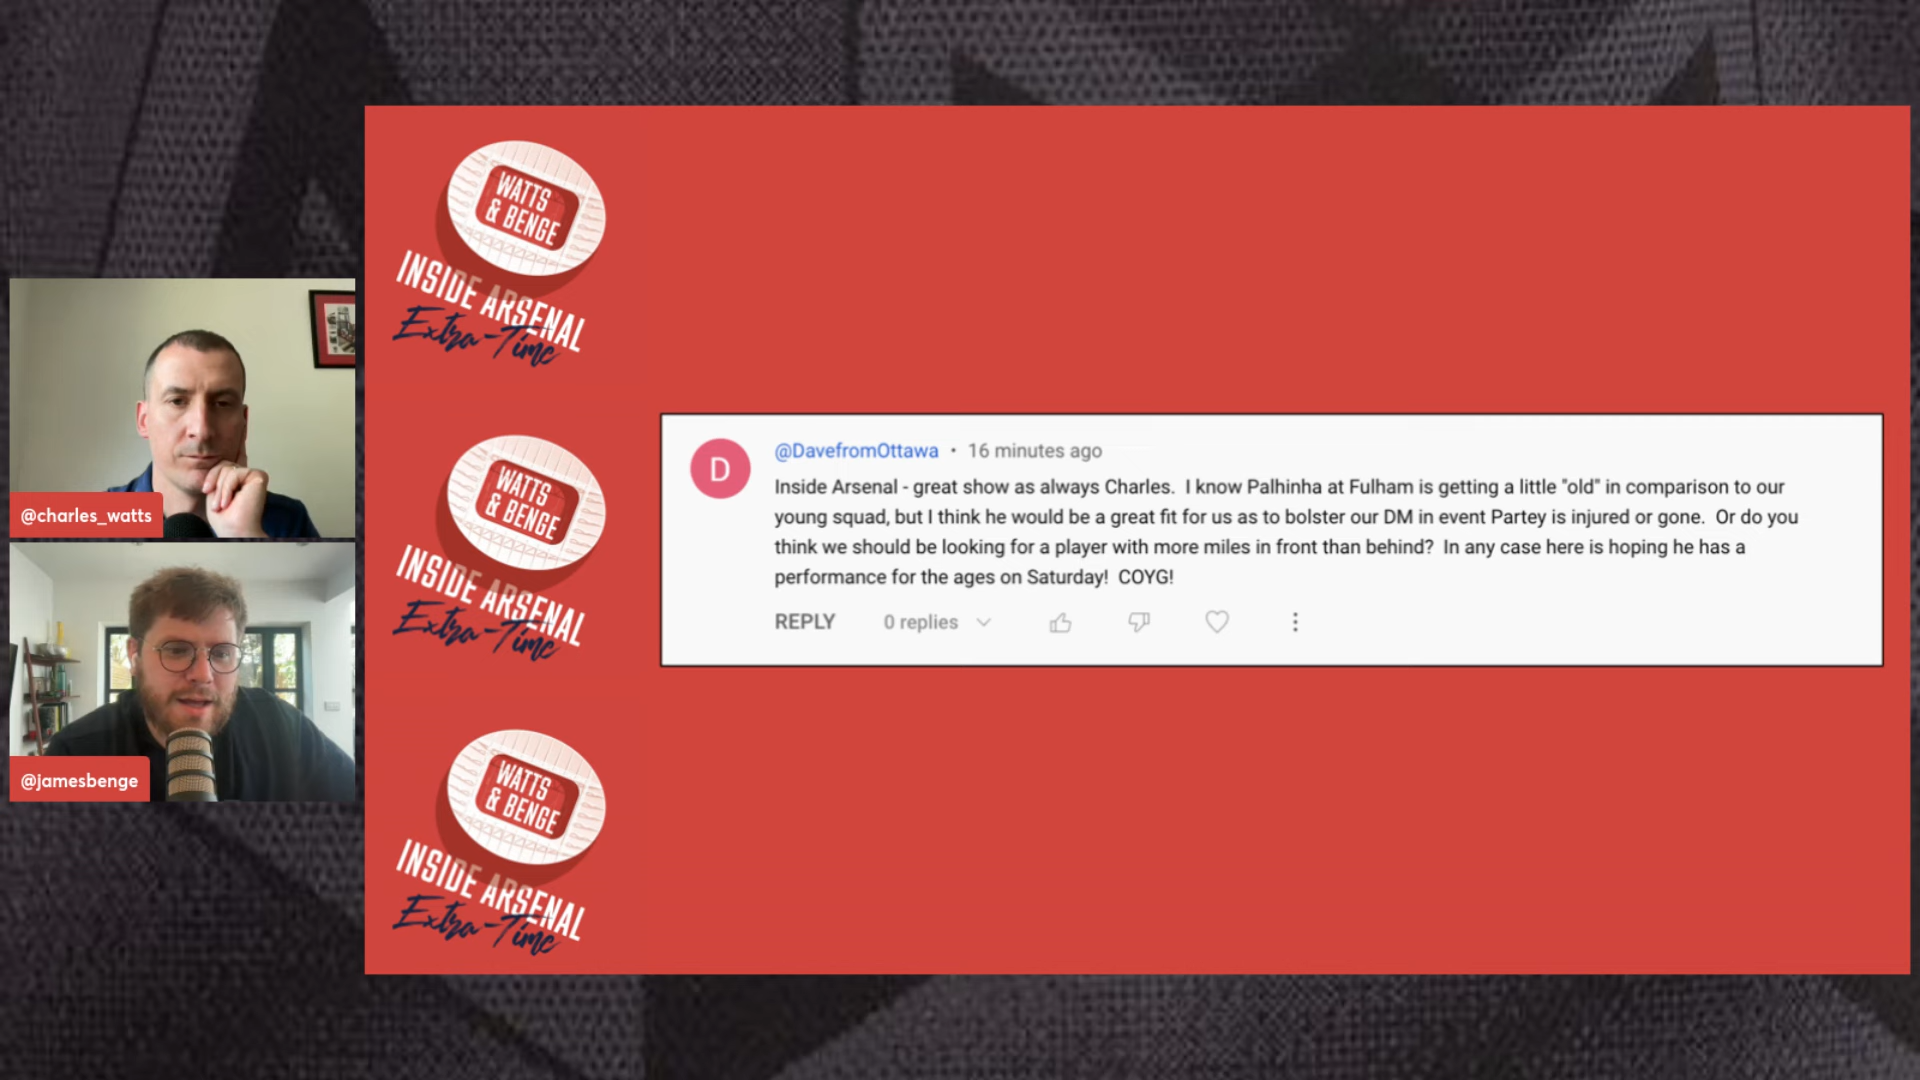 WATTS
& BENGE
INSIDE ARSENAL
Extra-Time
WATTS
& BENGE
INSIDE ARSENAL
Extra-Time
WATTS
& BENGE
INSIDE ARSENAL
Extra-Time
@charles_watts
@jamesbenge
D
@DavefromOttawa • 16 minutes ago
Inside Arsenal - great show as always Charles. I know Palhinha at Fulham is getting a little "old" in comparison to our
young squad, but I think he would be a great fit for us as to bolster our DM in event Partey is injured or gone. Or do you
think we should be looking for a player with more miles in front than behind? In any case here is hoping he has a
performance for the ages on Saturday! COYG!
REPLY 0 replies